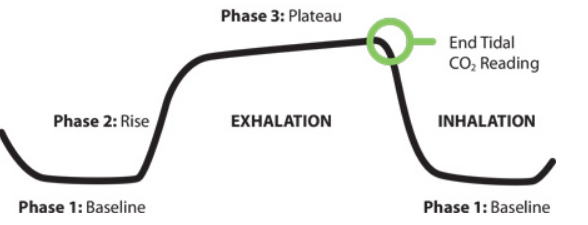 Phase 3: Plateau
End Tidal
CO₂ Reading
Phase 2: Rise
EXHALATION
INHALATION
Phase 1: Baseline
Phase 1: Baseline